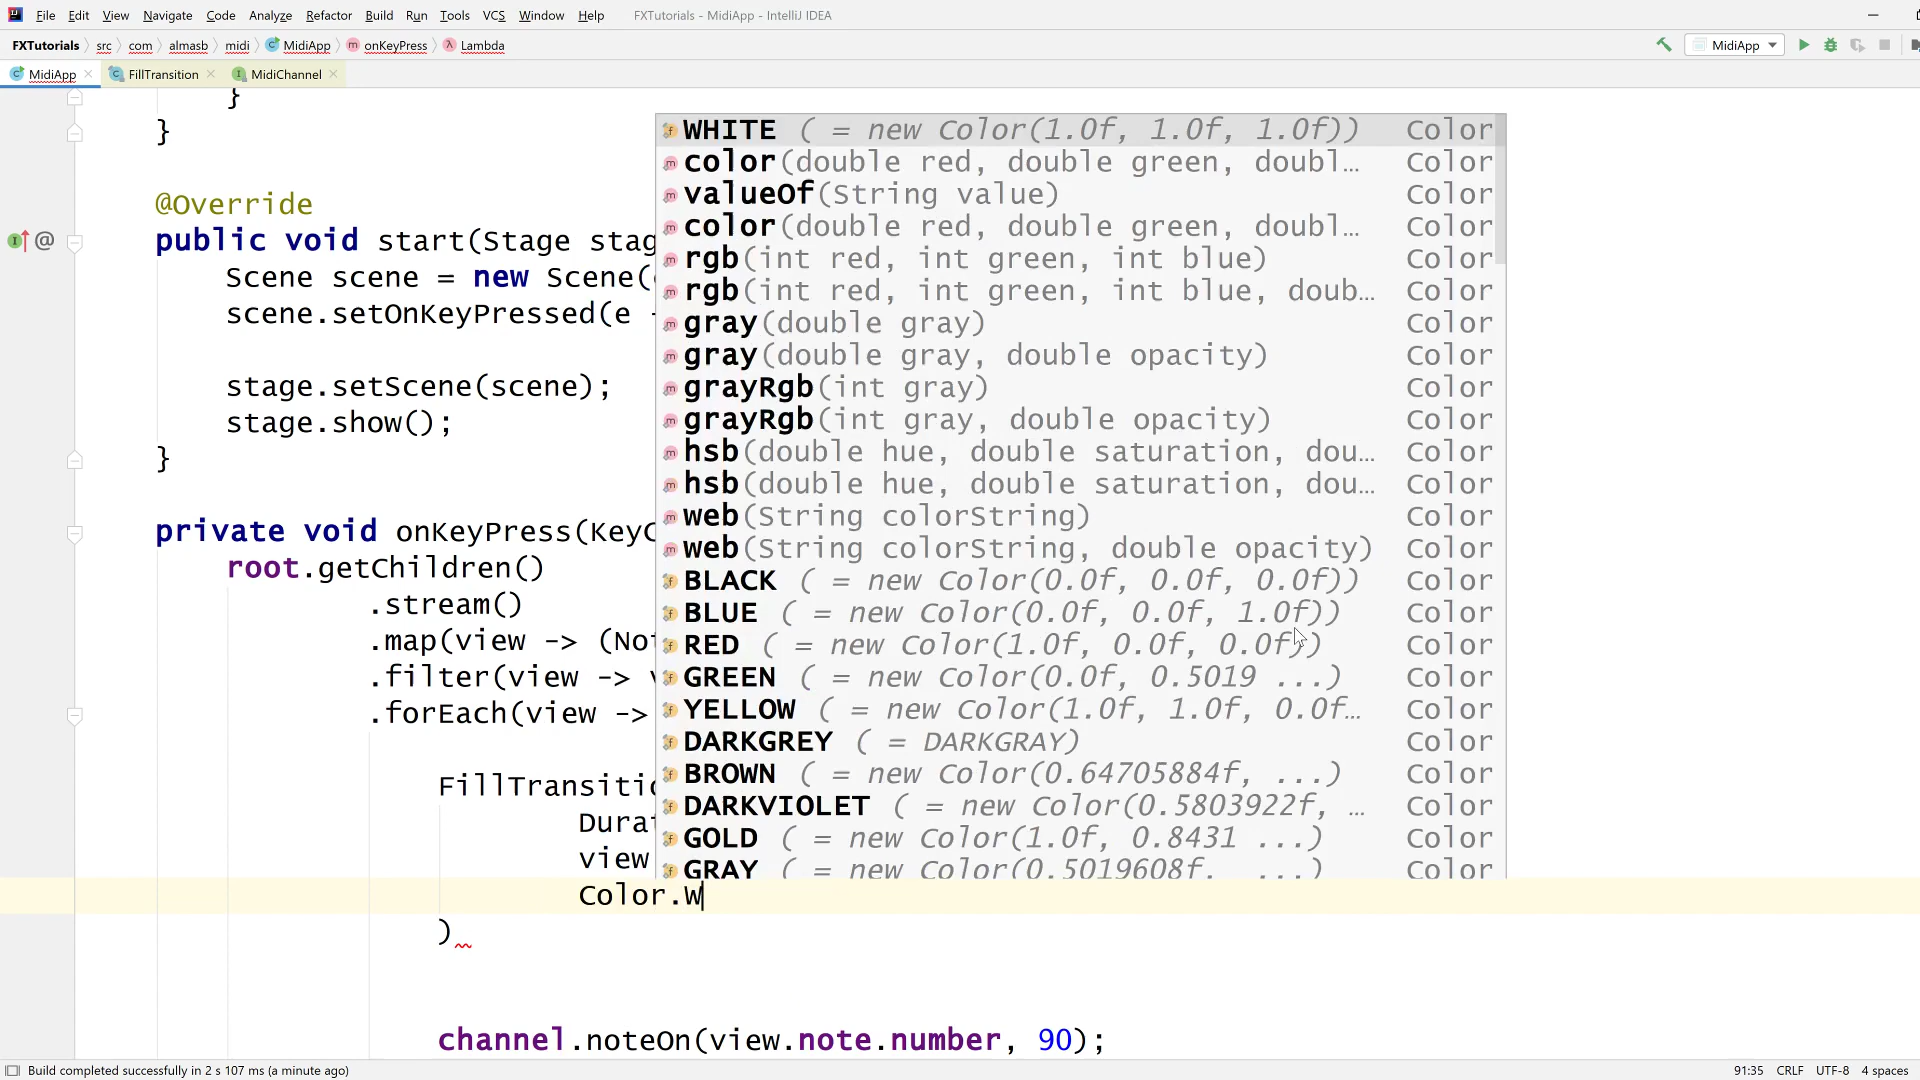 File Edit View Navigate Code Analyze Refactor Build Run Tools VCS Window Help FXTutorials - MidiApp - IntelliJ IDEA
FXTutorials src com almasb midi MidiApp onKeyPress Lambda MidiApp
MidiApp FillTransition MidiChannel
}
}
@Override
public void start(Stage stag
Scene scene = new Scene(
scene.setOnKeyPressed(e -
stage.setScene(scene);
stage.show();
}
private void onKeyPress(KeyC
root.getChildren()
.stream()
.map(view -> (No
.filter(view ->
.forEach(view ->
FillTransitio
Durat
view
Color.W
)
channel.noteOn(view.note.number, 90);
WHITE ( = new Color(1.0f, 1.0f, 1.0f)) Color
color(double red, double green, doubl… Color
valueOf(String value) Color
color(double red, double green, doubl… Color
rgb(int red, int green, int blue) Color
rgb(int red, int green, int blue, doub… Color
gray(double gray) Color
gray(double gray, double opacity) Color
grayRgb(int gray) Color
grayRgb(int gray, double opacity) Color
hsb(double hue, double saturation, dou… Color
hsb(double hue, double saturation, dou… Color
web(String colorString) Color
web(String colorString, double opacity) Color
BLACK ( = new Color(0.0f, 0.0f, 0.0f)) Color
BLUE ( = new Color(0.0f, 0.0f, 1.0f)) Color
RED ( = new Color(1.0f, 0.0f, 0.0f)) Color
GREEN ( = new Color(0.0f, 0.5019 ...) Color
YELLOW ( = new Color(1.0f, 1.0f, 0.0f… Color
DARKGREY ( = DARKGRAY) Color
BROWN ( = new Color(0.64705884f, ...) Color
DARKVIOLET ( = new Color(0.5803922f, … Color
GOLD ( = new Color(1.0f, 0.8431 ...) Color
GRAY ( = new Color(0.5019608f, ...) Color
Build completed successfully in 2 s 107 ms (a minute ago) 91:35 CRLF UTF-8 4 spaces